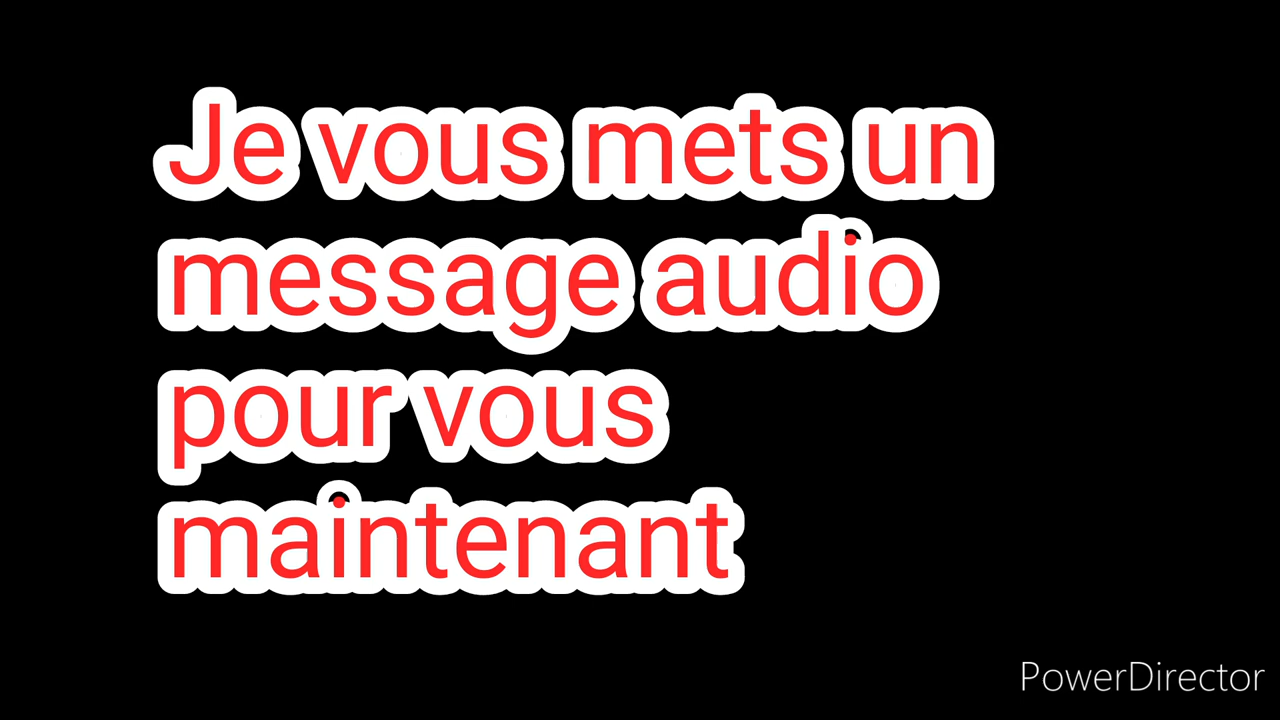 Je vous mets un
message audio
pour vous
maintenant
PowerDirector